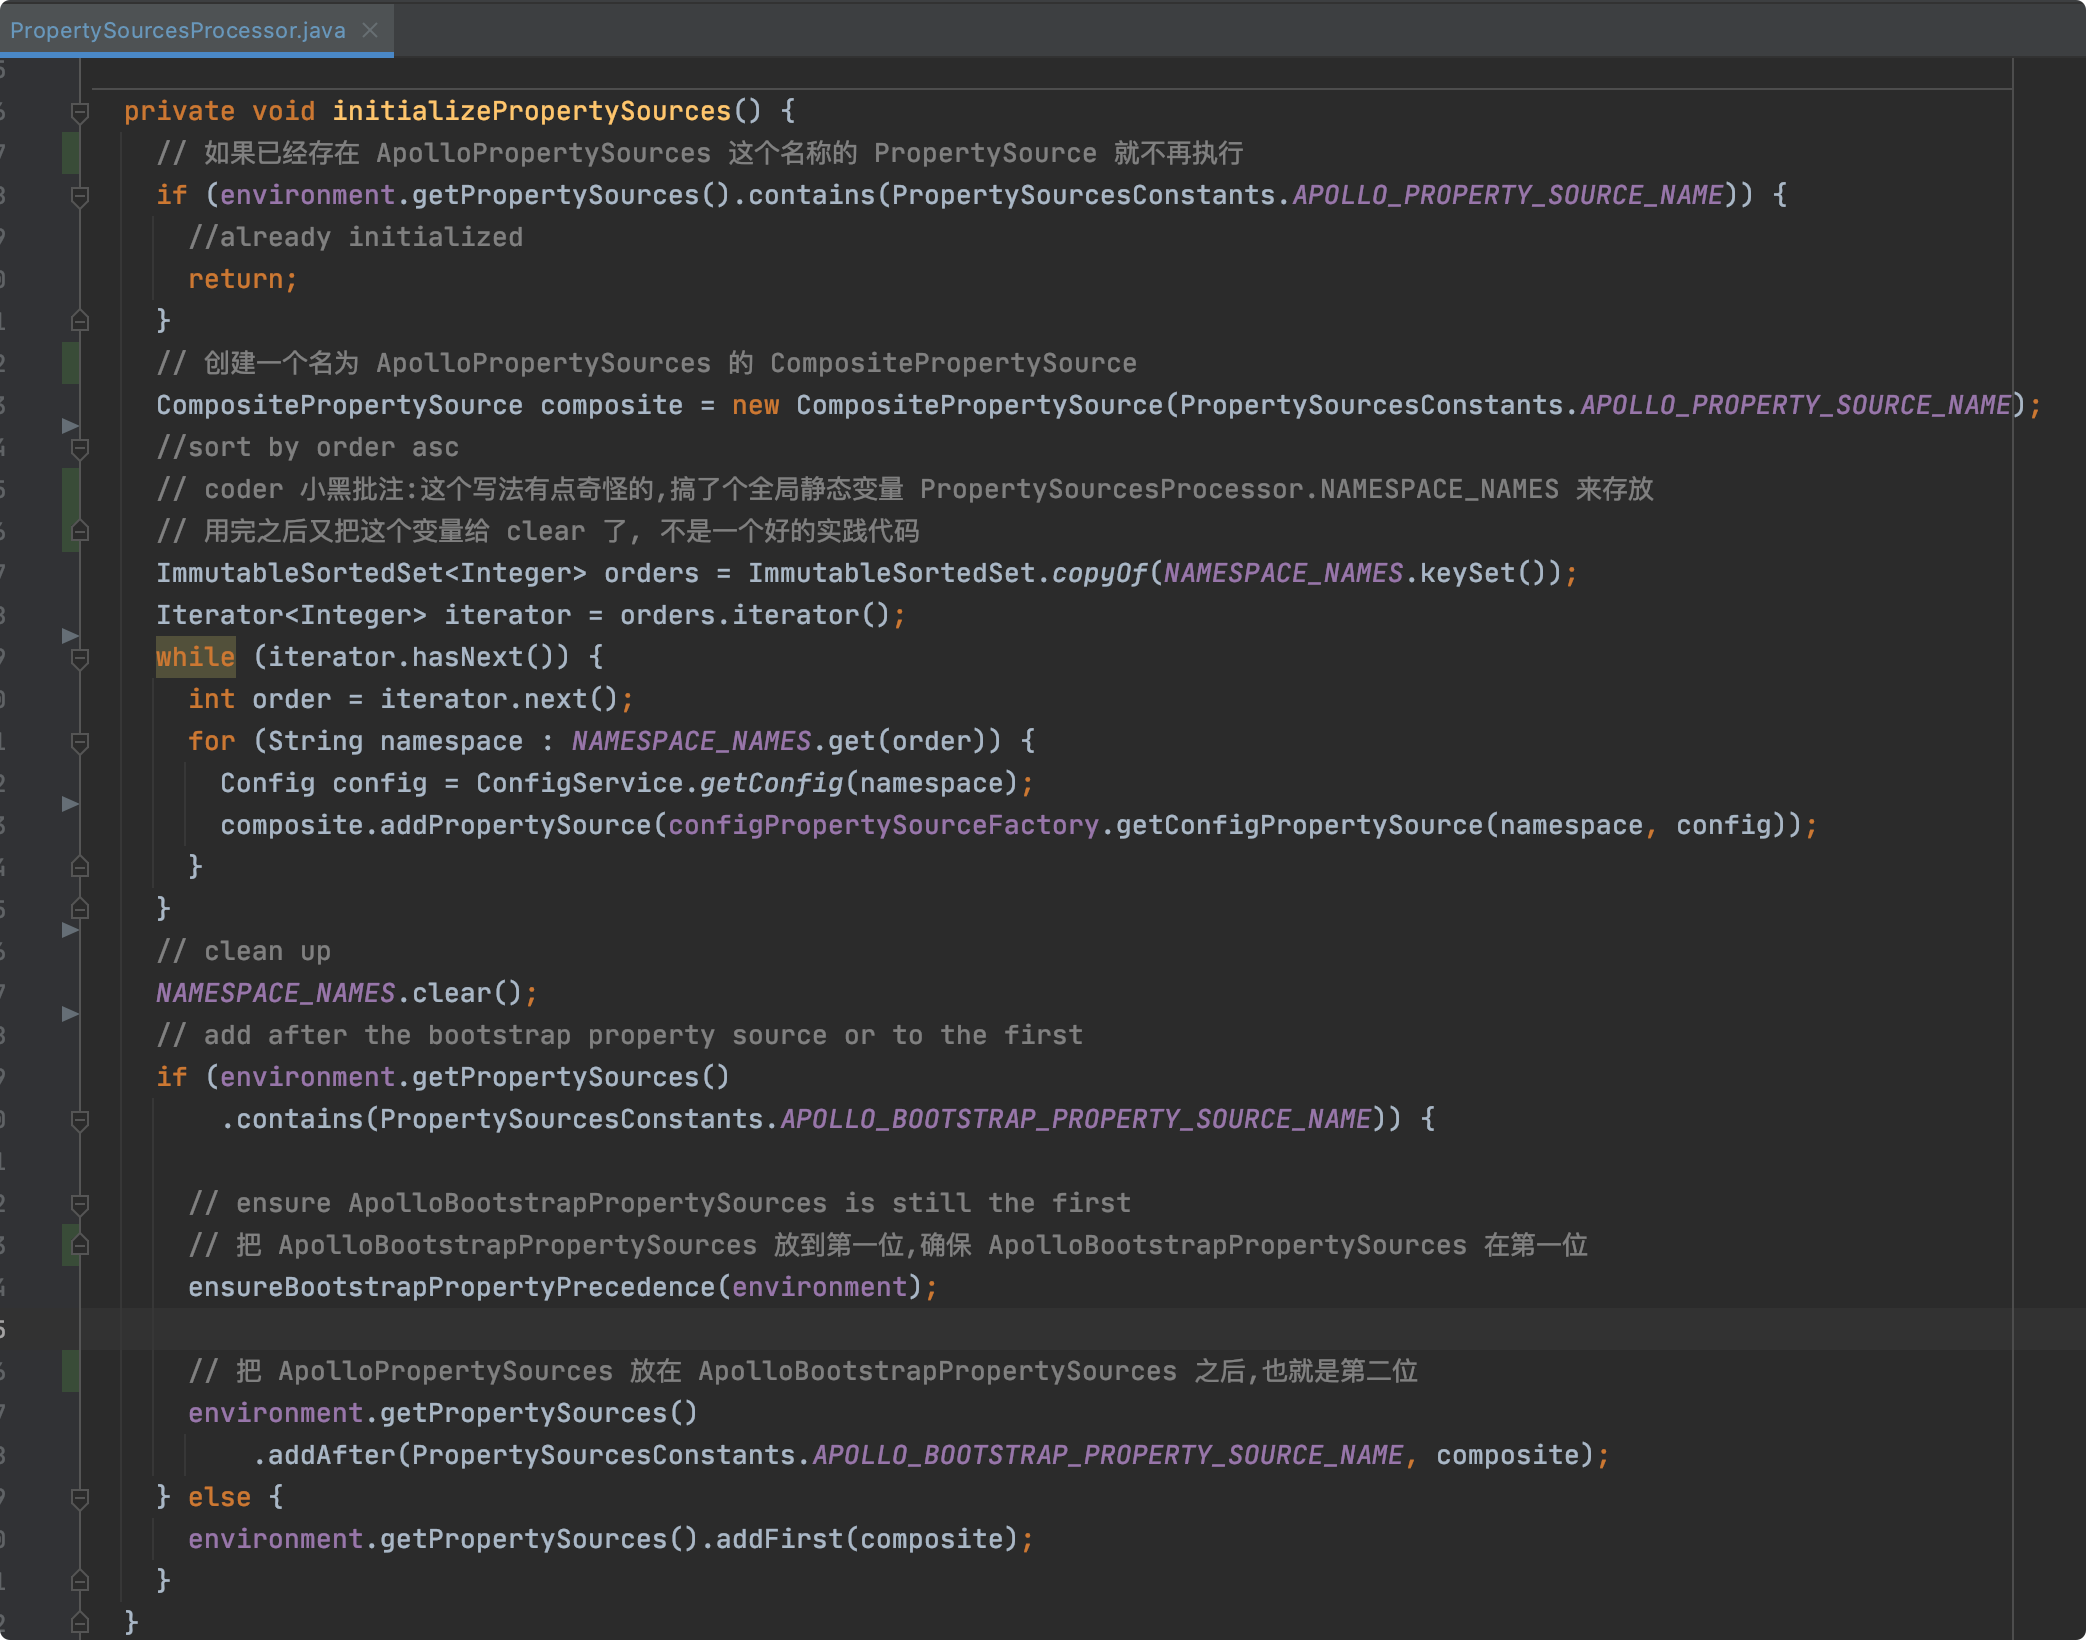 PropertySourcesProcessor.java
private void initializePropertySources() {
// 如果已经存在 ApolloPropertySources 这个名称的 PropertySource 就不再执行
if (environment.getPropertySources().contains(PropertySourcesConstants.APOLLO_PROPERTY_SOURCE_NAME)) {
//already initialized
return;
}
// 创建一个名为 ApolloPropertySources 的 CompositePropertySource
CompositePropertySource composite = new CompositePropertySource(PropertySourcesConstants.APOLLO_PROPERTY_SOURCE_NAME);
//sort by order asc
// coder 小黑批注:这个写法有点奇怪的,搞了个全局静态变量 PropertySourcesProcessor.NAMESPACE_NAMES 来存放
// 用完之后又把这个变量给 clear 了, 不是一个好的实践代码
ImmutableSortedSet<Integer> orders = ImmutableSortedSet.copyOf(NAMESPACE_NAMES.keySet());
Iterator<Integer> iterator = orders.iterator();
while (iterator.hasNext()) {
int order = iterator.next();
for (String namespace : NAMESPACE_NAMES.get(order)) {
Config config = ConfigService.getConfig(namespace);
composite.addPropertySource(configPropertySourceFactory.getConfigPropertySource(namespace, config));
}
}
// clean up
NAMESPACE_NAMES.clear();
// add after the bootstrap property source or to the first
if (environment.getPropertySources()
.contains(PropertySourcesConstants.APOLLO_BOOTSTRAP_PROPERTY_SOURCE_NAME)) {
// ensure ApolloBootstrapPropertySources is still the first
// 把 ApolloBootstrapPropertySources 放到第一位,确保 ApolloBootstrapPropertySources 在第一位
ensureBootstrapPropertyPrecedence(environment);
// 把 ApolloPropertySources 放在 ApolloBootstrapPropertySources 之后,也就是第二位
environment.getPropertySources()
.addAfter(PropertySourcesConstants.APOLLO_BOOTSTRAP_PROPERTY_SOURCE_NAME, composite);
} else {
environment.getPropertySources().addFirst(composite);
}
}